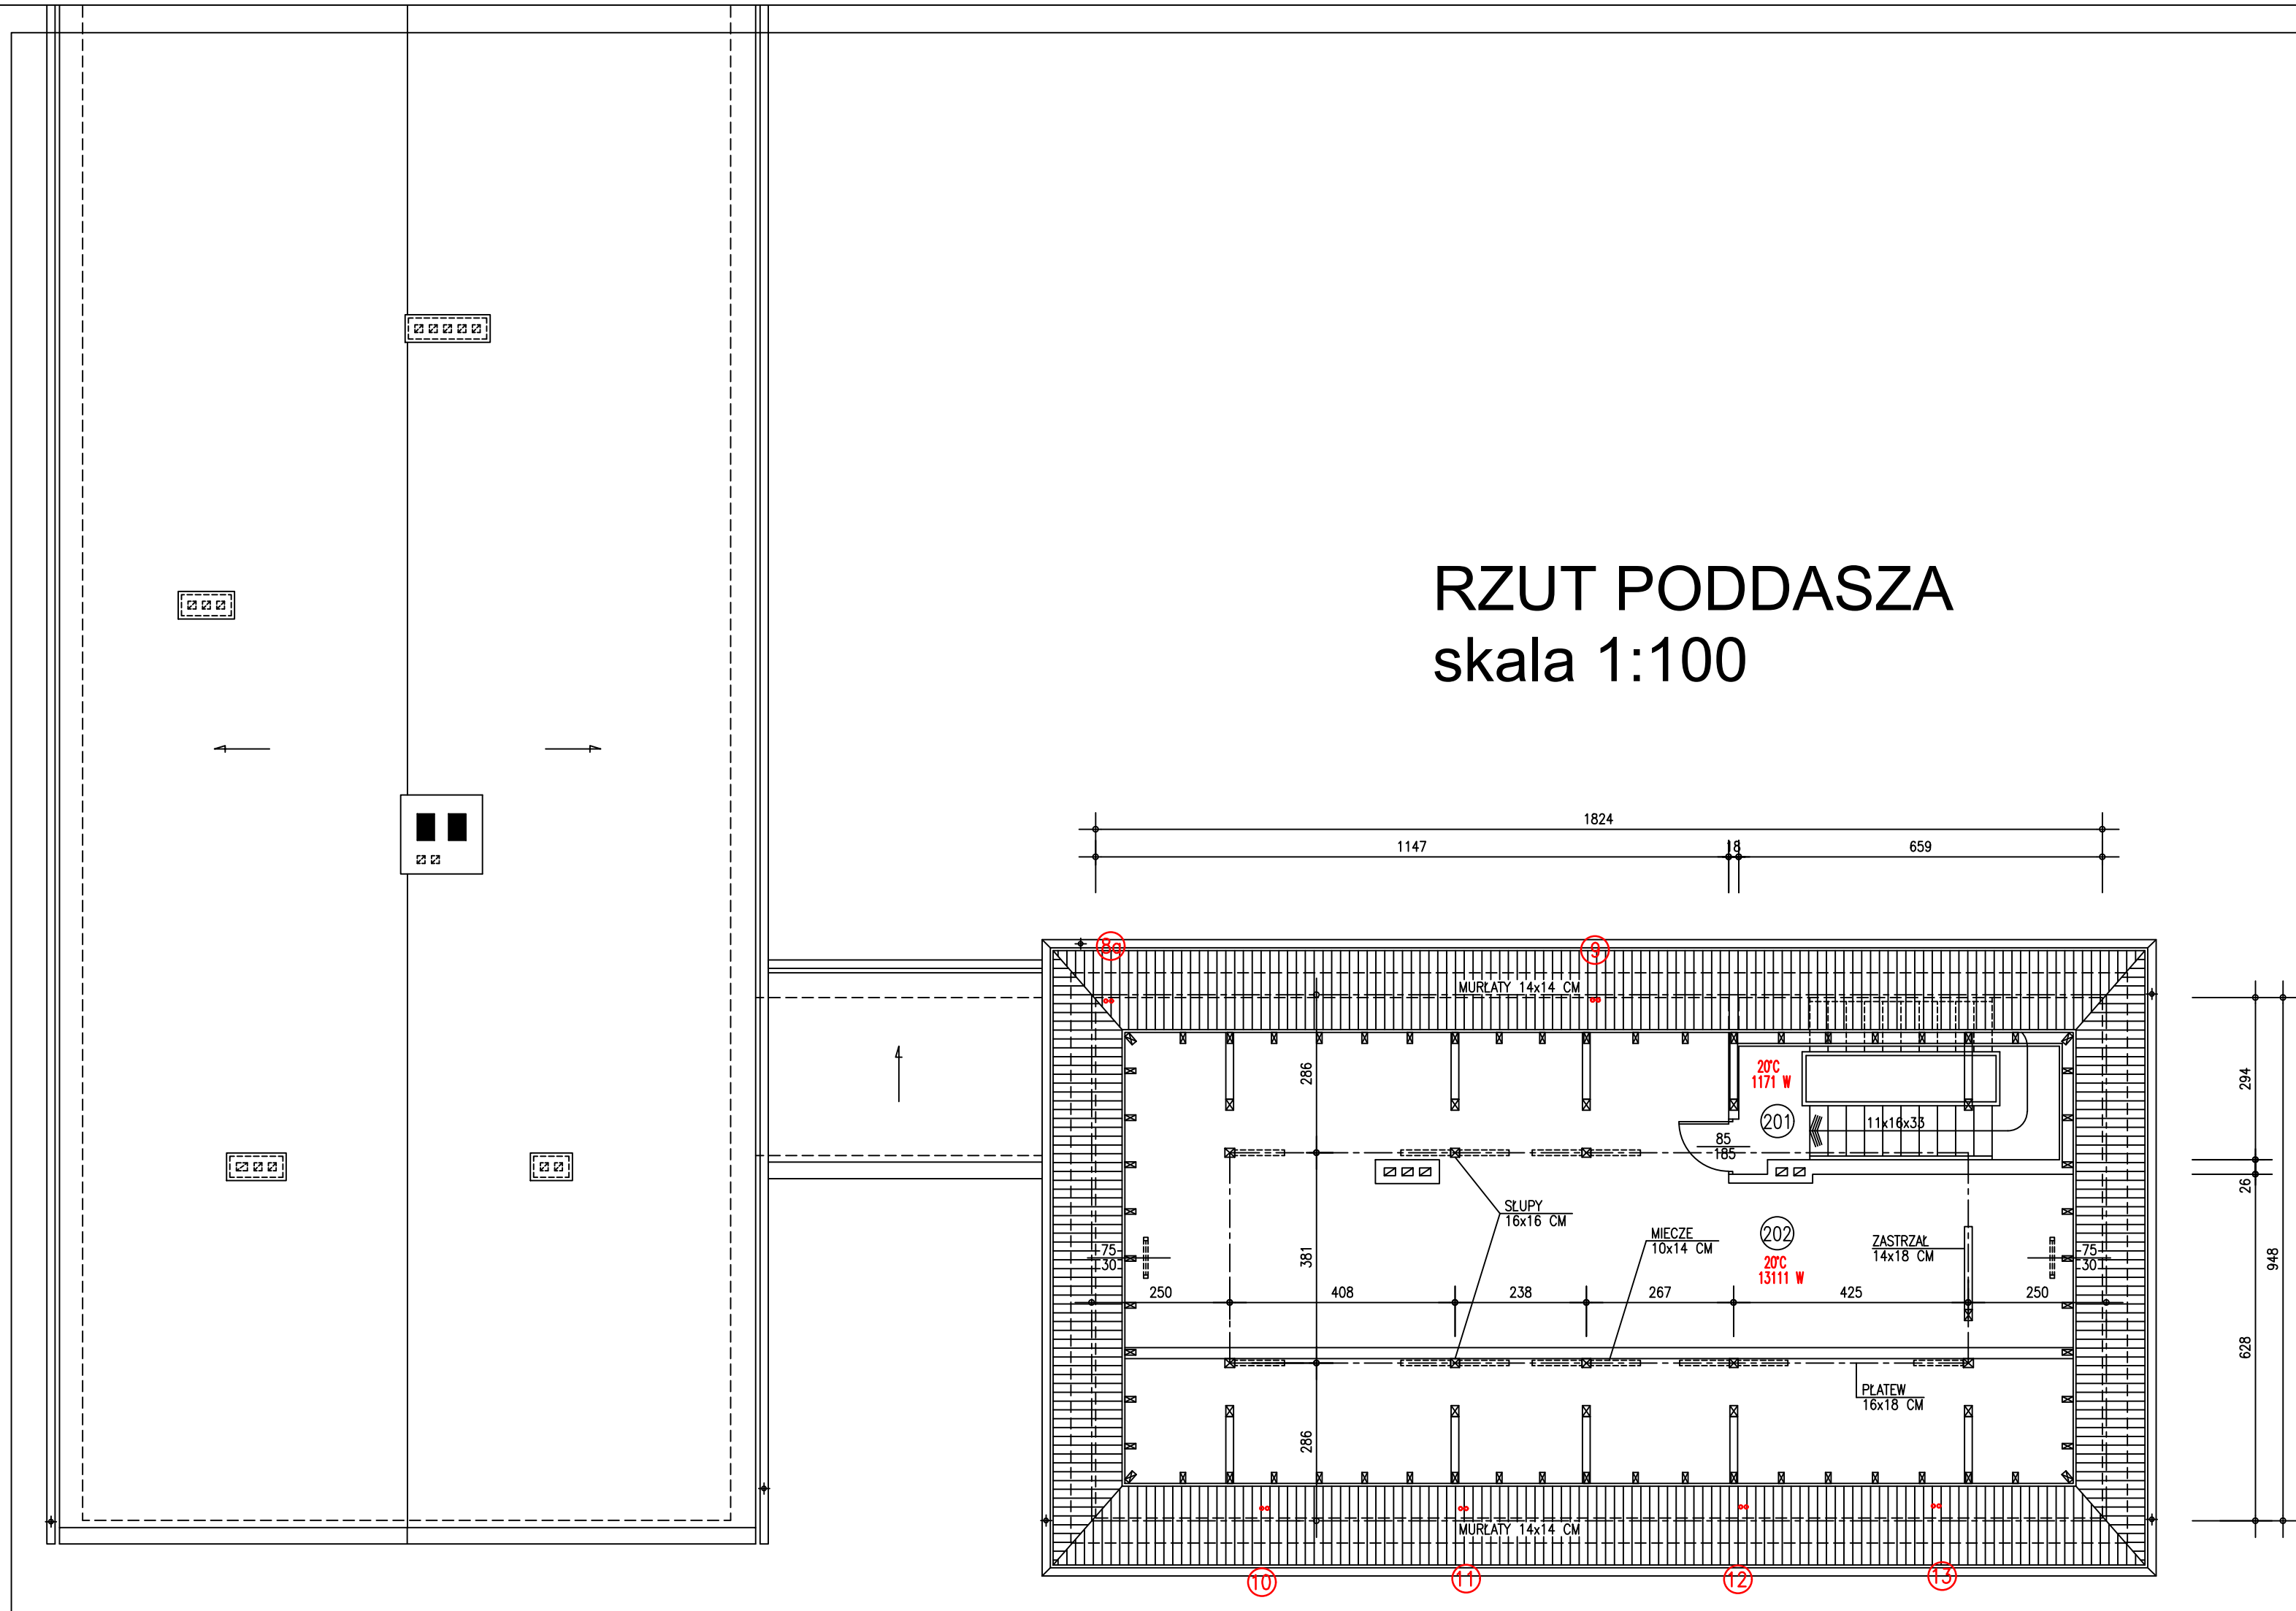 RZUT PODDASZA
skala 1:100
1824
1147
18
659
8a
9
MURŁATY 14x14 CM
20°C
1171 W
286
294
201
11x16x33
85
185
26
SŁUPY
16x16 CM
202
MIECZE
10x14 CM
ZASTRZAŁ
14x18 CM
75
30
381
20°C
13111 W
75
30
948
250
408
238
267
425
250
628
PŁATEW
16x18 CM
286
MURŁATY 14x14 CM
10
11
12
13